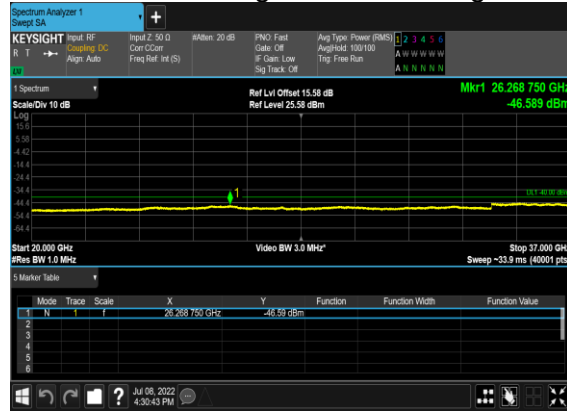 Spectrum Analyzer 1
Swept SA
+
KEYSIGHT Input: RF Input Z: 50 Ω #Atten: 20 dB PNO: Fast Avg Type: Power (RMS) 1 2 3 4 5 6
R T Coupling: DC Corr CCorr Gate: Off Avg|Hold: 100/100 A W W W W W
Align: Auto Freq Ref: Int (S) IF Gain: Low Trig: Free Run
Sig Track: Off A N N N N N
1 Spectrum Ref Lvl Offset 15.58 dB Mkr1 26.268 750 GHz
Scale/Div 10 dB Ref Level 25.58 dBm -46.589 dBm
Log
15.6
5.58
-4.42
-14.4
-24.4
-34.4 1 DL1 -40.00 dBm
-44.4
-54.4
-64.4
Start 20.000 GHz Video BW 3.0 MHz* Stop 37.000 GHz
#Res BW 1.0 MHz Sweep ~33.9 ms (40001 pts)
5 Marker Table
Mode Trace Scale X Y Function Function Width Function Value
1 N 1 f 26.268 750 GHz -46.59 dBm
2
3
4
5
6
? Jul 08, 2022
4:30:43 PM